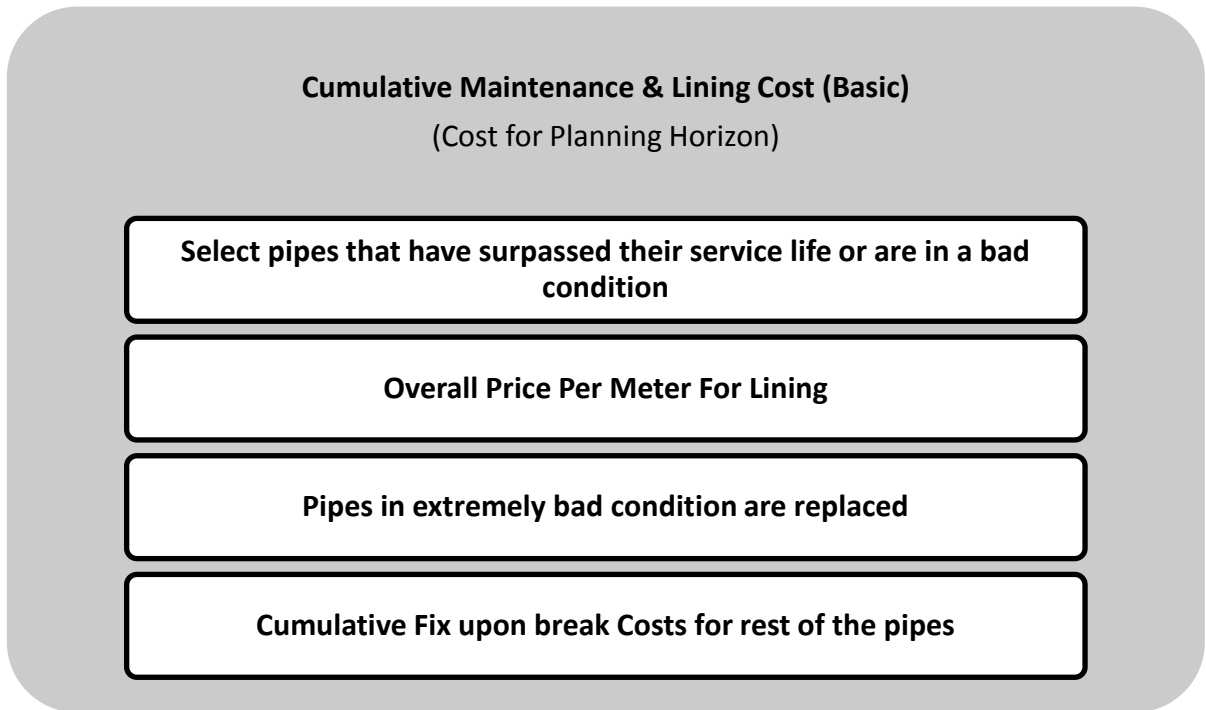 Cumulative Maintenance & Lining Cost (Basic)
(Cost for Planning Horizon)
Select pipes that have surpassed their service life or are in a bad
condition
Overall Price Per Meter For Lining
Pipes in extremely bad condition are replaced
Cumulative Fix upon break Costs for rest of the pipes